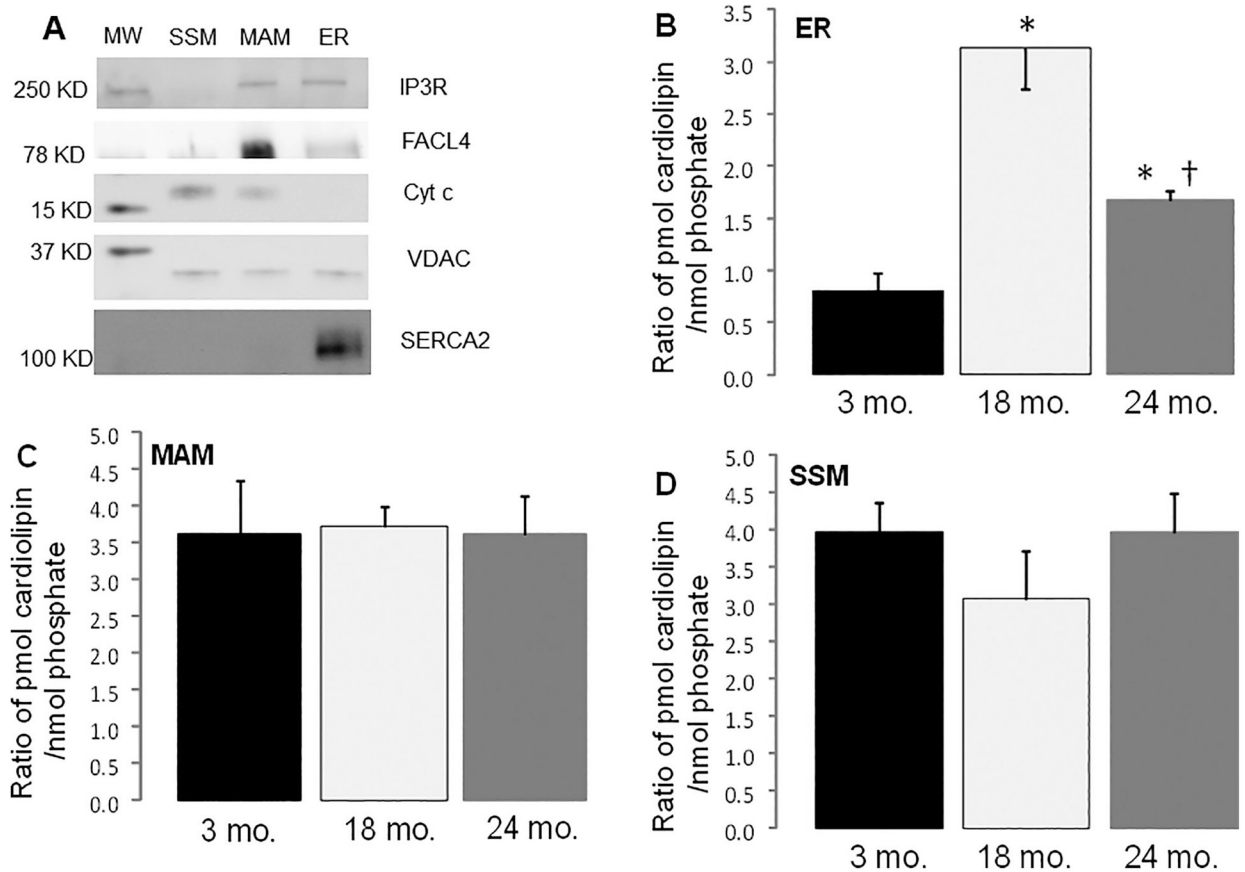 A
MW SSM MAM ER
250 KD
IP3R
78 KD
FACL4
15 KD
Cyt c
37 KD
VDAC
100 KD
SERCA2
B
ER
Ratio of pmol cardiolipin
/nmol phosphate
3.5
3.0
2.5
2.0
1.5
1.0
0.5
0.0
*
* †
3 mo. 18 mo. 24 mo.
C
MAM
Ratio of pmol cardiolipin
/nmol phosphate
5.0
4.5
4.0
3.5
3.0
2.5
2.0
1.5
1.0
0.5
0.0
3 mo. 18 mo. 24 mo.
D
SSM
Ratio of pmol cardiolipin
/nmol phosphate
5.0
4.5
4.0
3.5
3.0
2.5
2.0
1.5
1.0
0.5
0.0
3 mo. 18 mo. 24 mo.